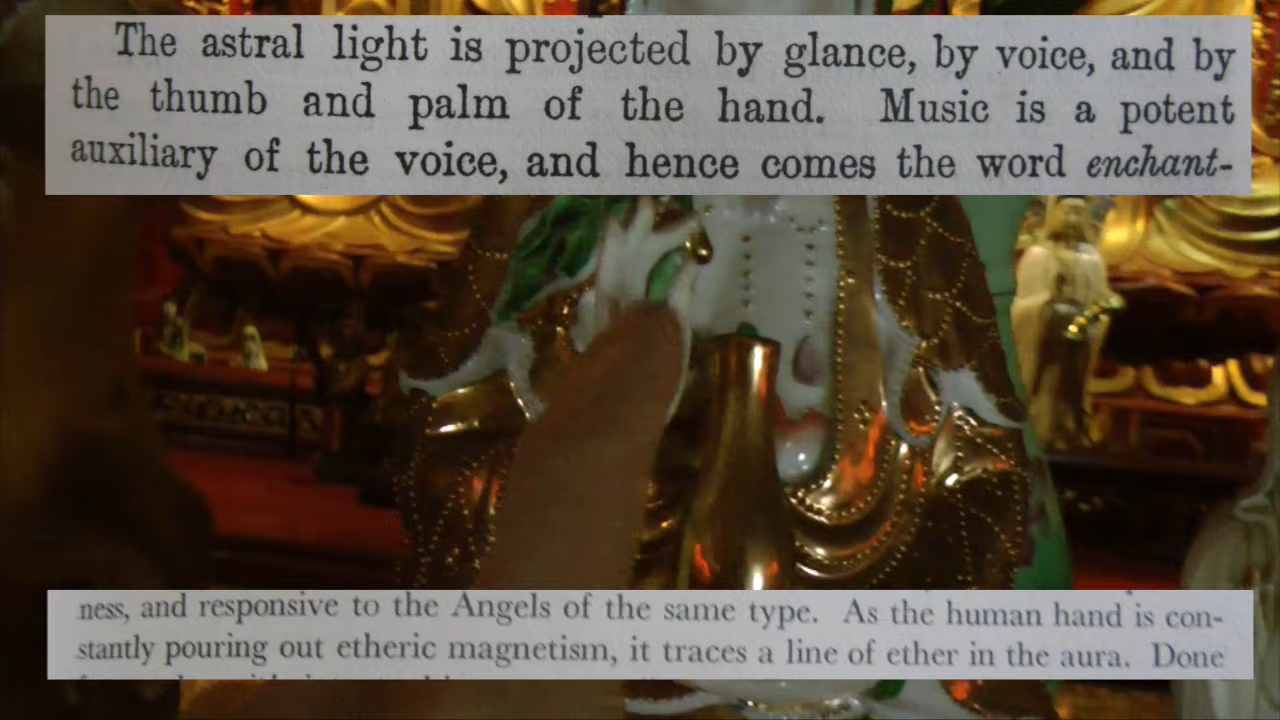 The astral light is projected by glance, by voice, and by
the thumb and palm of the hand. Music is a potent
auxiliary of the voice, and hence comes the word enchant-
ness, and responsive to the Angels of the same type. As the human hand is con-
stantly pouring out etheric magnetism, it traces a line of ether in the aura. Done